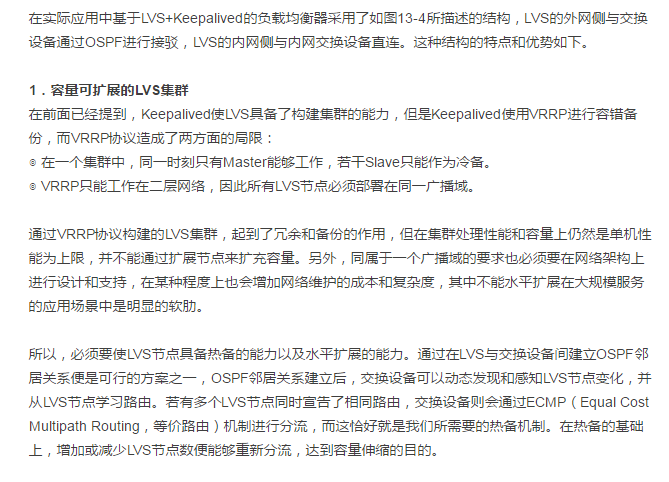 在实际应用中基于LVS+Keepalived的负载均衡器采用了如图13-4所描述的结构，LVS的外网侧与交换
设备通过OSPF进行接驳，LVS的内网侧与内网交换设备直连。这种结构的特点和优势如下。
1．容量可扩展的LVS集群
在前面已经提到，Keepalived使LVS具备了构建集群的能力，但是Keepalived使用VRRP进行容错备
份，而VRRP协议造成了两方面的局限：
⊙ 在一个集群中，同一时刻只有Master能够工作，若干Slave只能作为冷备。
⊙ VRRP只能工作在二层网络，因此所有LVS节点必须部署在同一广播域。
通过VRRP协议构建的LVS集群，起到了冗余和备份的作用，但在集群处理性能和容量上仍然是单机性
能为上限，并不能通过扩展节点来扩充容量。另外，同属于一个广播域的要求也必须要在网络架构上
进行设计和支持，在某种程度上也会增加网络维护的成本和复杂度，其中不能水平扩展在大规模服务
的应用场景中是明显的软肋。
所以，必须要使LVS节点具备热备的能力以及水平扩展的能力。通过在LVS与交换设备间建立OSPF邻
居关系便是可行的方案之一，OSPF邻居关系建立后，交换设备可以动态发现和感知LVS节点变化，并
从LVS节点学习路由。若有多个LVS节点同时宣告了相同路由，交换设备则会通过ECMP（Equal Cost
Multipath Routing，等价路由）机制进行分流，而这恰好就是我们所需要的热备机制。在热备的基础
上，增加或减少LVS节点数便能够重新分流，达到容量伸缩的目的。